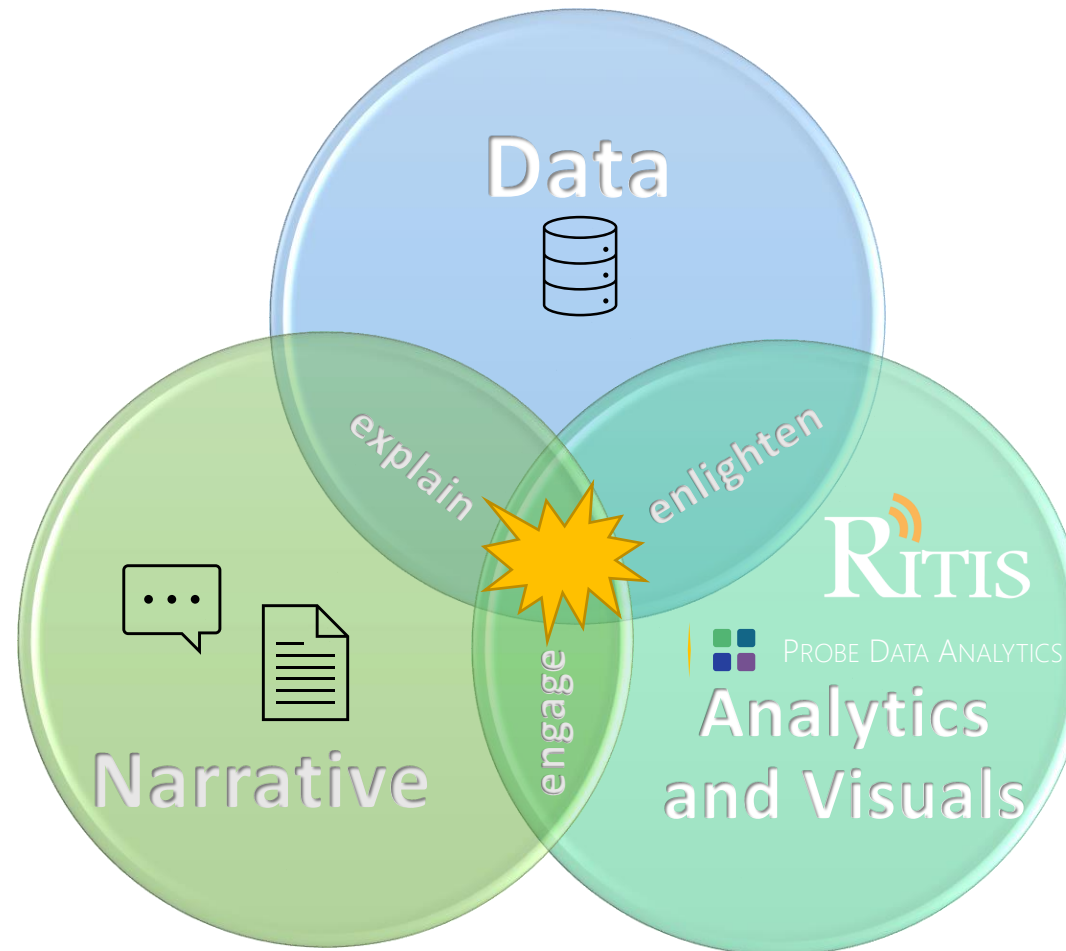 Data
explain
enlighten
RITIS
PROBE DATA ANALYTICS
Analytics
and Visuals
engage
Narrative